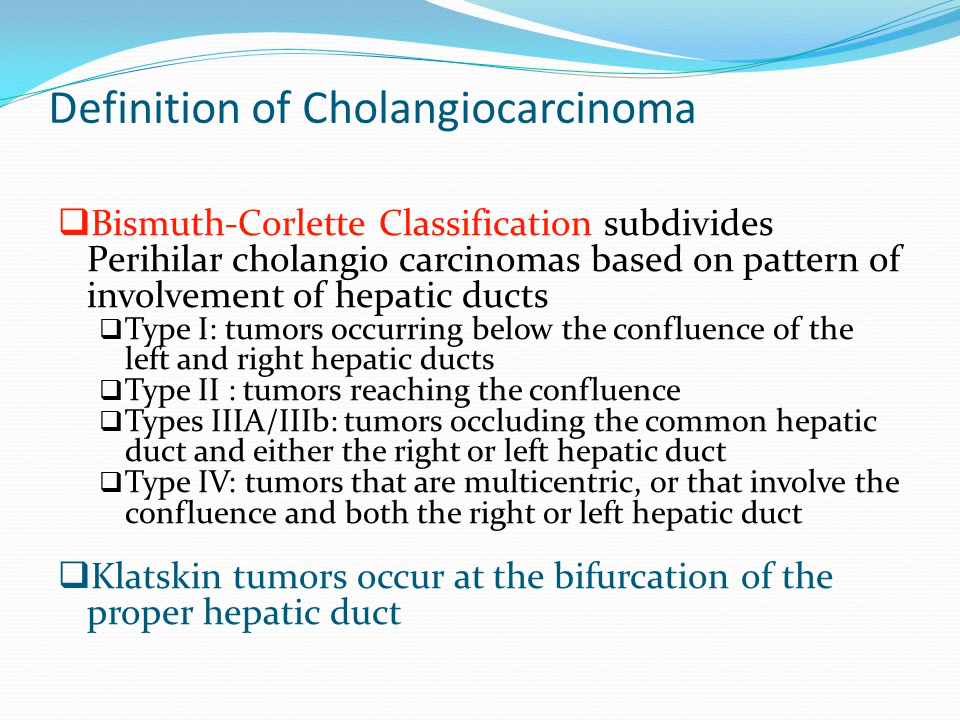 Definition of Cholangiocarcinoma
Bismuth-Corlette Classification subdivides
Perihilar cholangio carcinomas based on pattern of
involvement of hepatic ducts
Type I: tumors occurring below the confluence of the
left and right hepatic ducts
Type II : tumors reaching the confluence
Types IIIA/IIIb: tumors occluding the common hepatic
duct and either the right or left hepatic duct
Type IV: tumors that are multicentric, or that involve the
confluence and both the right or left hepatic duct
Klatskin tumors occur at the bifurcation of the
proper hepatic duct